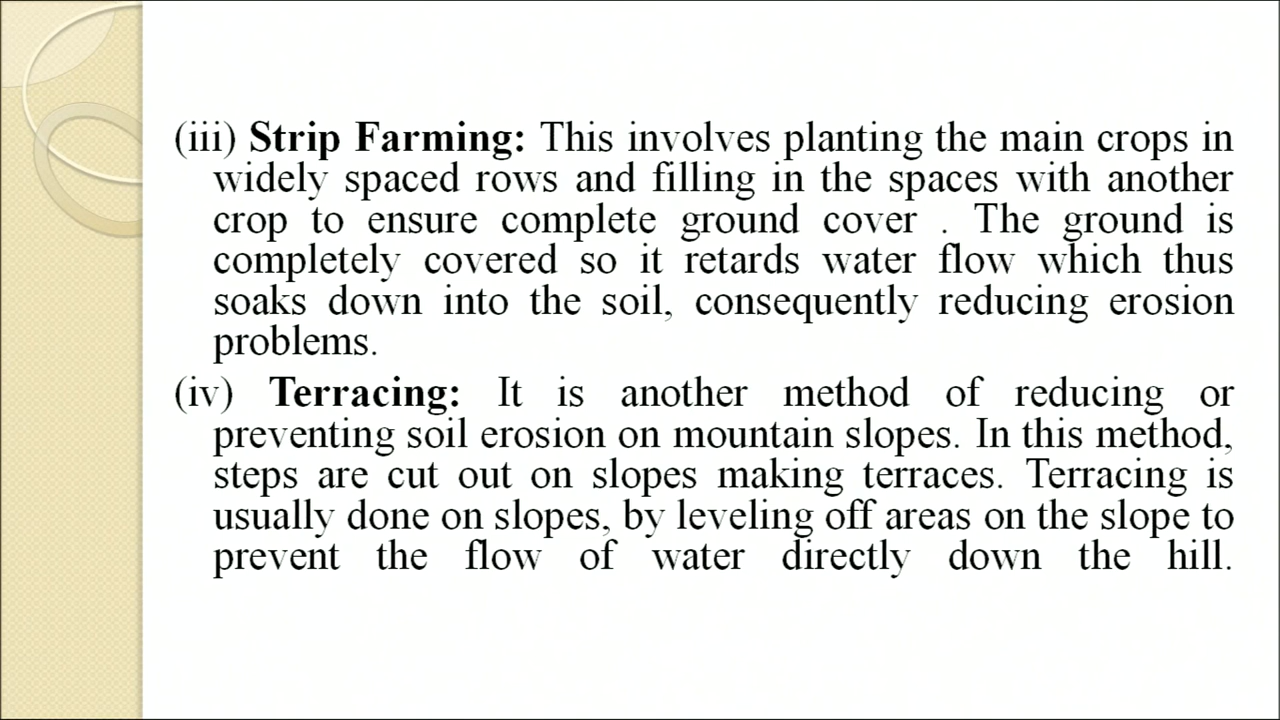 (iii) Strip Farming: This involves planting the main crops in
widely spaced rows and filling in the spaces with another
crop to ensure complete ground cover . The ground is
completely covered so it retards water flow which thus
soaks down into the soil, consequently reducing erosion
problems.
(iv) Terracing: It is another method of reducing or
preventing soil erosion on mountain slopes. In this method,
steps are cut out on slopes making terraces. Terracing is
usually done on slopes, by leveling off areas on the slope to
prevent the flow of water directly down the hill.